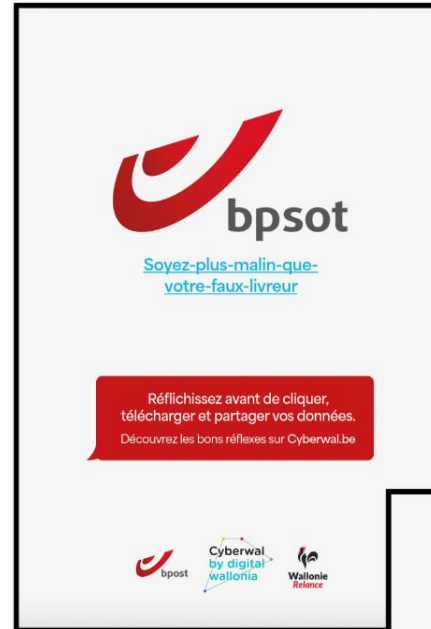 bpsot
Soyez-plus-malin-que-
votre-faux-livreur
Réflichissez avant de cliquer,
télécharger et partager vos données.
Découvrez les bons réflexes sur Cyberwal.be
bpost
Cyberwal
by digital
wallonia
Wallonie
Relance